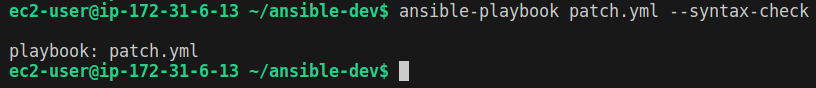 ec2-user@ip-172-31-6-13 ~/ansible-dev$ ansible-playbook patch.yml --syntax-check
playbook: patch.yml
ec2-user@ip-172-31-6-13 ~/ansible-dev$